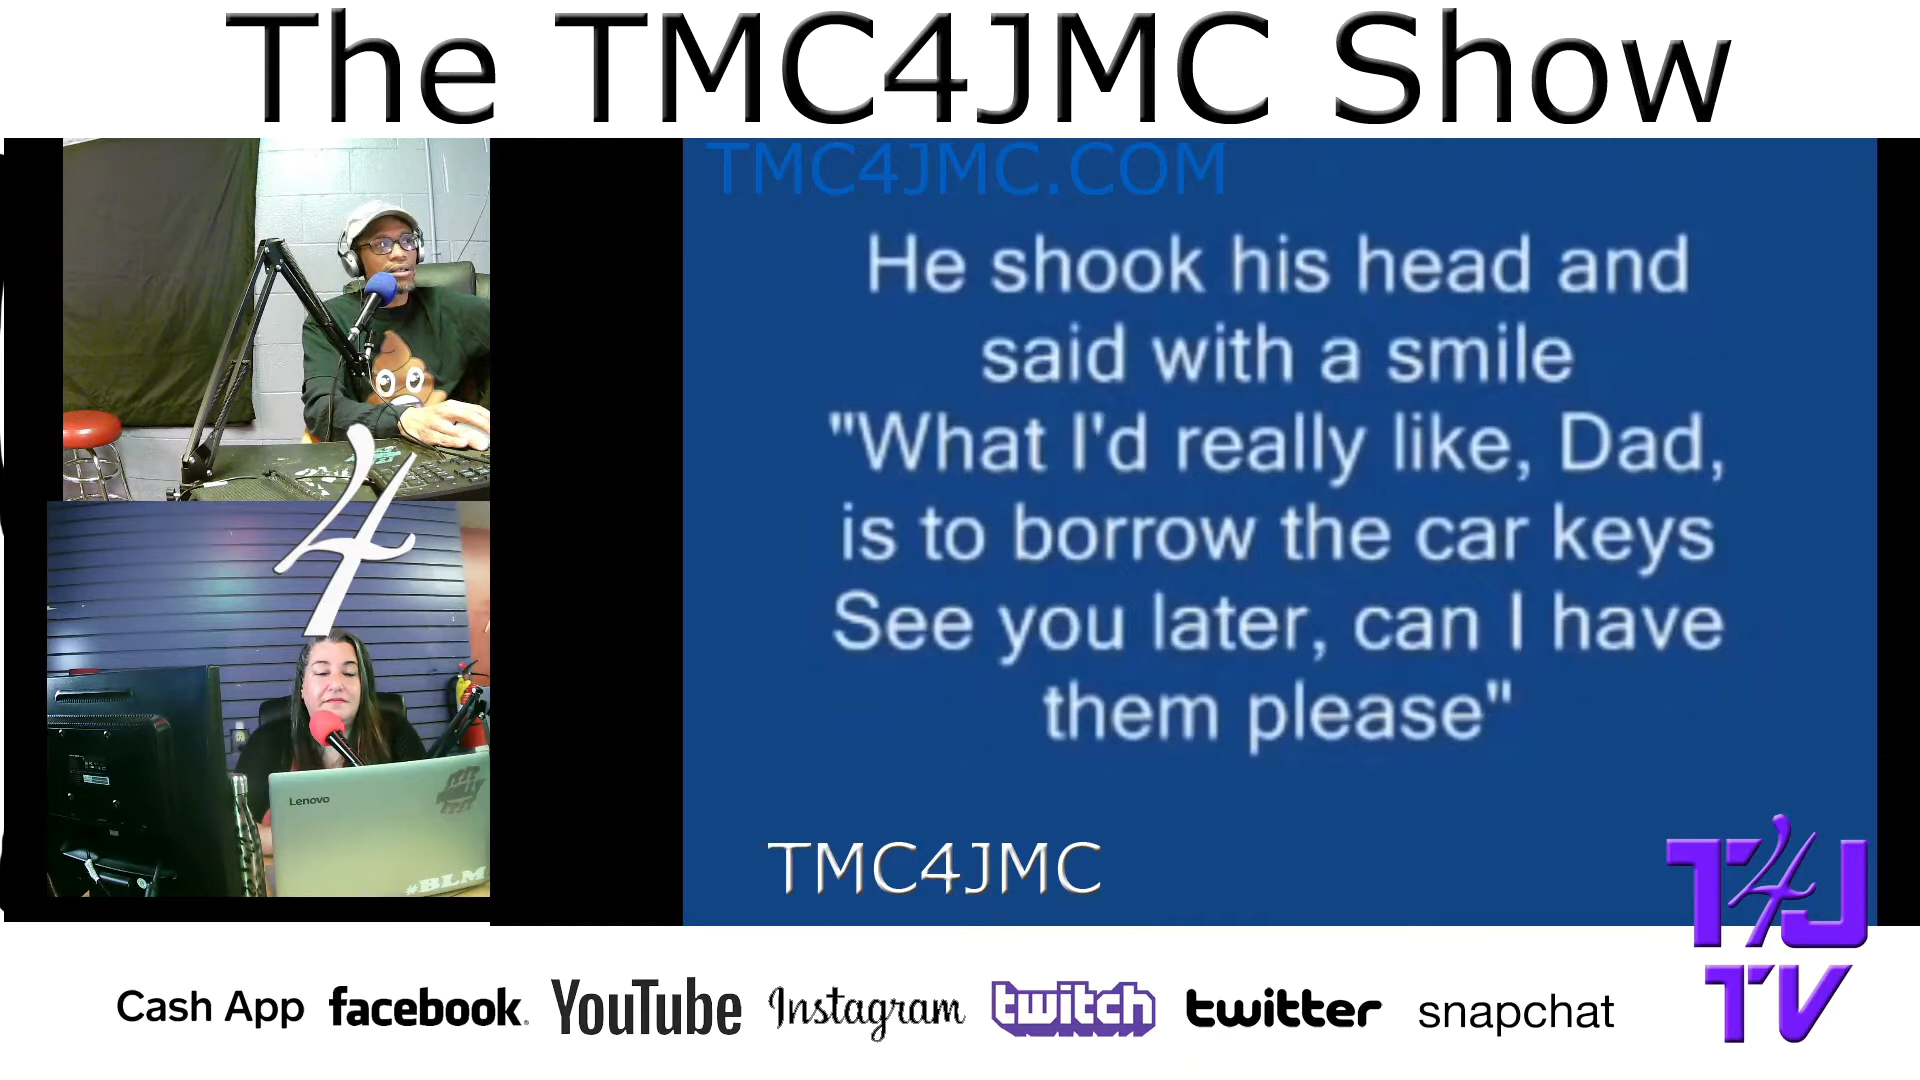 The TMC4JMC Show
TMC4JMC.COM
He shook his head and
said with a smile
"What I'd really like, Dad,
is to borrow the car keys
See you later, can I have
them please"
4
Lenovo
#BLM
TMC4JMC
T4J
TV
Cash App facebook. YouTube Instagram twitch twitter snapchat